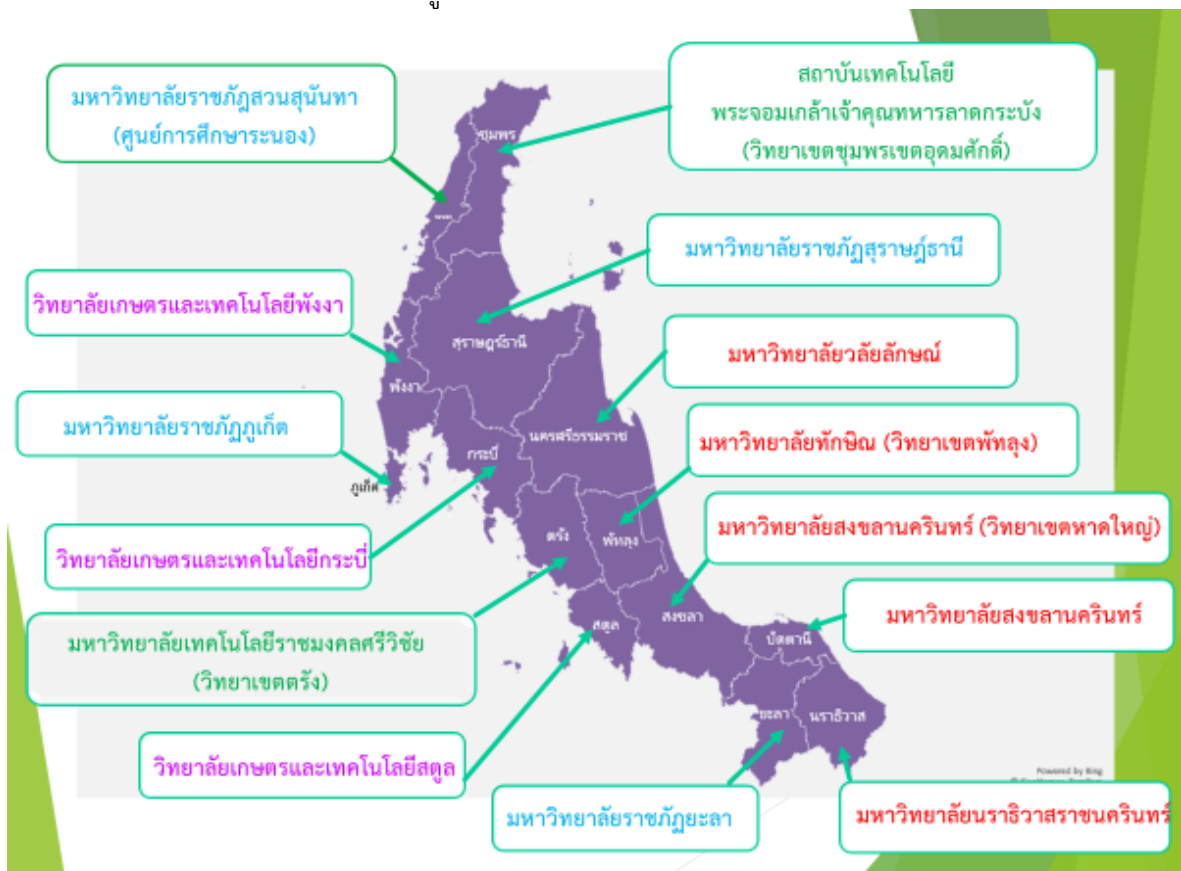 มหาวิทยาลัยราชภัฏสวนสุนันทา
(ศูนย์การศึกษาระนอง)
สถาบันเทคโนโลยี
พระจอมเกล้าเจ้าคุณทหารลาดกระบัง
(วิทยาเขตชุมพรเขตอุดมศักดิ์)
ชุมพร
มหาวิทยาลัยราชภัฏสุราษฎ์ธานี
วิทยาลัยเกษตรและเทคโนโลยีพังงา
สุราษฎร์ธานี
มหาวิทยาลัยวลัยลักษณ์
พังงา
มหาวิทยาลัยราชภัฏภูเก็ต
นครศรีธรรมราช
มหาวิทยาลัยทักษิณ (วิทยาเขตพัทลุง)
กระบี่
ภูเก็ต
มหาวิทยาลัยสงขลานครินทร์ (วิทยาเขตหาดใหญ่)
ตรัง
พัทลุง
วิทยาลัยเกษตรและเทคโนโลยีกระบี่
มหาวิทยาลัยสงขลานครินทร์
สงขลา
สตูล
ปัตตานี
มหาวิทยาลัยเทคโนโลยีราชมงคลศรีวิชัย
(วิทยาเขตตรัง)
ยะลา
นราธิวาส
วิทยาลัยเกษตรและเทคโนโลยีสตูล
Powered by Bing
มหาวิทยาลัยราชภัฏยะลา
มหาวิทยาลัยนราธิวาสราชนครินทร์